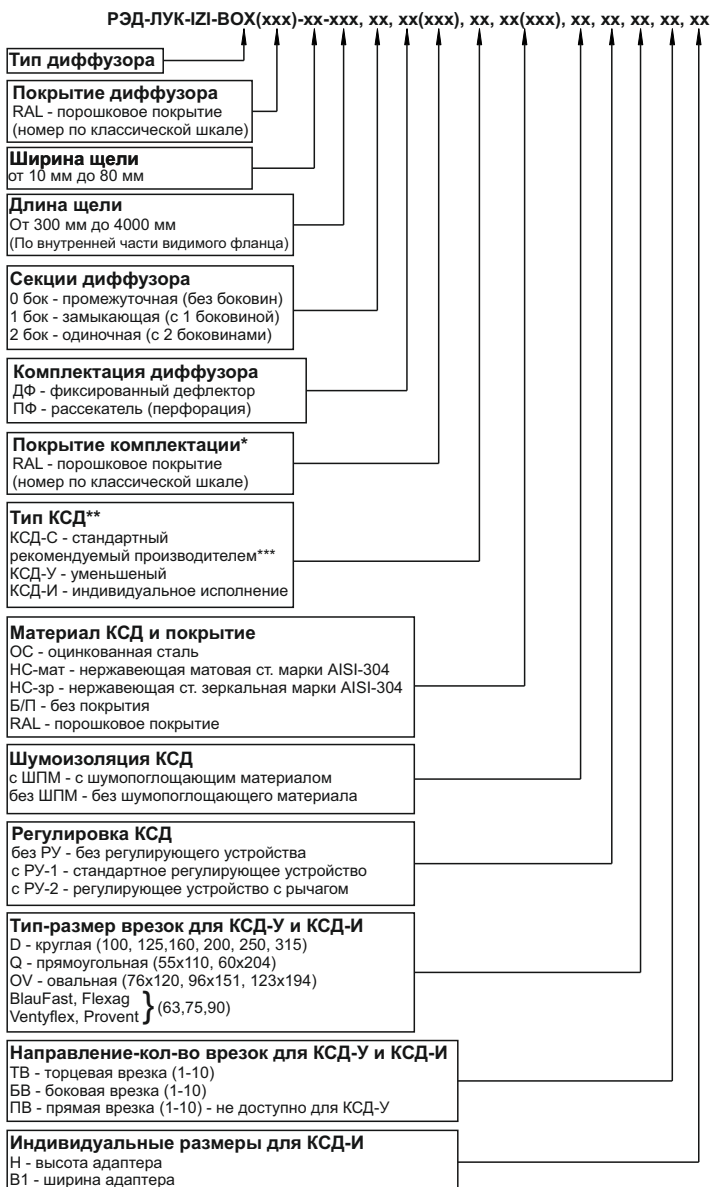 РЭД-ЛУК-IZI-BOX(xxx)-xx-xxx, xx, xx(xxx), xx, xx(xxx), xx, xx, xx, xx, xx
Тип диффузора
Покрытие диффузора
RAL - порошковое покрытие
(номер по классической шкале)
Ширина щели
от 10 мм до 80 мм
Длина щели
От 300 мм до 4000 мм
(По внутренней части видимого фланца)
Секции диффузора
0 бок - промежуточная (без боковин)
1 бок - замыкающая (с 1 боковиной)
2 бок - одиночная (с 2 боковинами)
Комплектация диффузора
ДФ - фиксированный дефлектор
ПФ - рассекатель (перфорация)
Покрытие комплектации*
RAL - порошковое покрытие
(номер по классической шкале)
Тип КСД**
КСД-С - стандартный
рекомендуемый производителем***
КСД-У - уменьшеный
КСД-И - индивидуальное исполнение
Материал КСД и покрытие
ОС - оцинкованная сталь
НС-мат - нержавеющая матовая ст. марки AISI-304
НС-зр - нержавеющая ст. зеркальная марки AISI-304
Б/П - без покрытия
RAL - порошковое покрытие
Шумоизоляция КСД
с ШПМ - с шумопоглощающим материалом
без ШПМ - без шумопоглощающего материала
Регулировка КСД
без РУ - без регулирующего устройства
с РУ-1 - стандартное регулирующее устройство
с РУ-2 - регулирующее устройство с рычагом
Тип-размер врезок для КСД-У и КСД-И
D - круглая (100, 125,160, 200, 250, 315)
Q - прямоугольная (55x110, 60x204)
OV - овальная (76x120, 96x151, 123x194)
BlauFast, Flexag
Ventyflex, Provent } (63,75,90)
Направление-кол-во врезок для КСД-У и КСД-И
ТВ - торцевая врезка (1-10)
БВ - боковая врезка (1-10)
ПВ - прямая врезка (1-10) - не доступно для КСД-У
Индивидуальные размеры для КСД-И
Н - высота адаптера
В1 - ширина адаптера